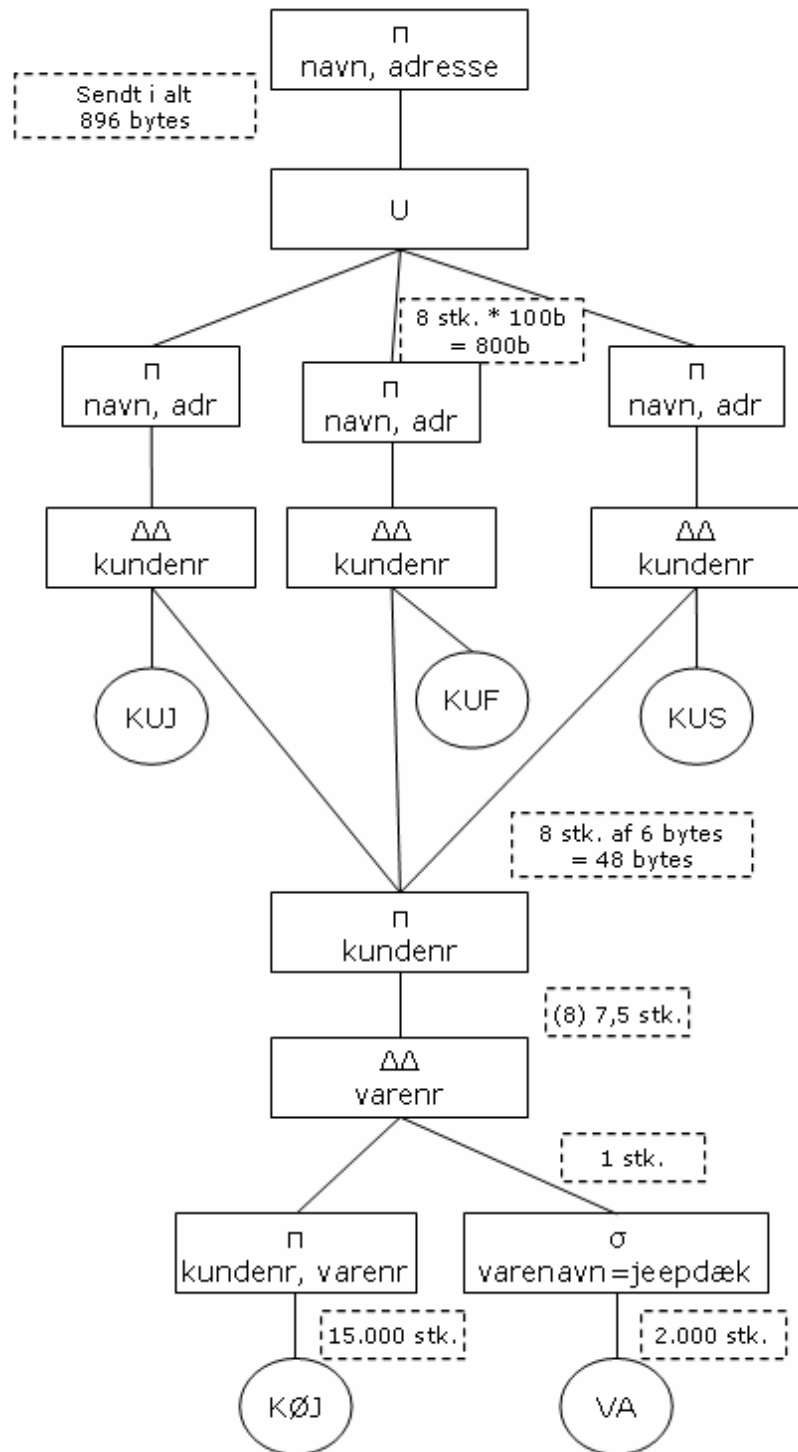 Π
navn, adresse
Sendt i alt
896 bytes
U
8 stk. * 100b
= 800b
Π
navn, adr
Π
navn, adr
Π
navn, adr
ΔΔ
kundenr
ΔΔ
kundenr
ΔΔ
kundenr
KUJ
KUF
KUS
8 stk. af 6 bytes
= 48 bytes
Π
kundenr
(8) 7,5 stk.
ΔΔ
varenr
1 stk.
Π
kundenr, varenr
σ
varenavn=jeepdæk
15.000 stk.
2.000 stk.
KØJ
VA